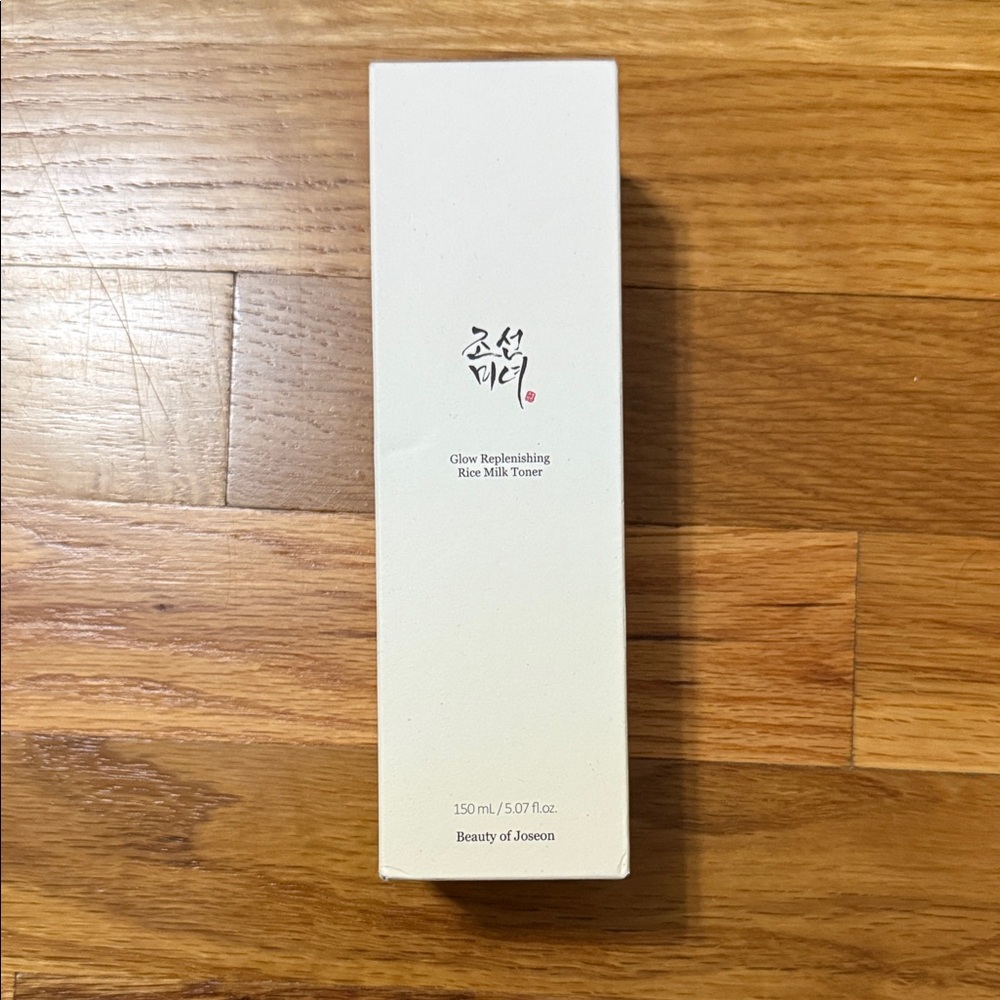 조선
미녀
Glow Replenishing
Rice Milk Toner
150 mL / 5.07 fl.oz.
Beauty of Joseon